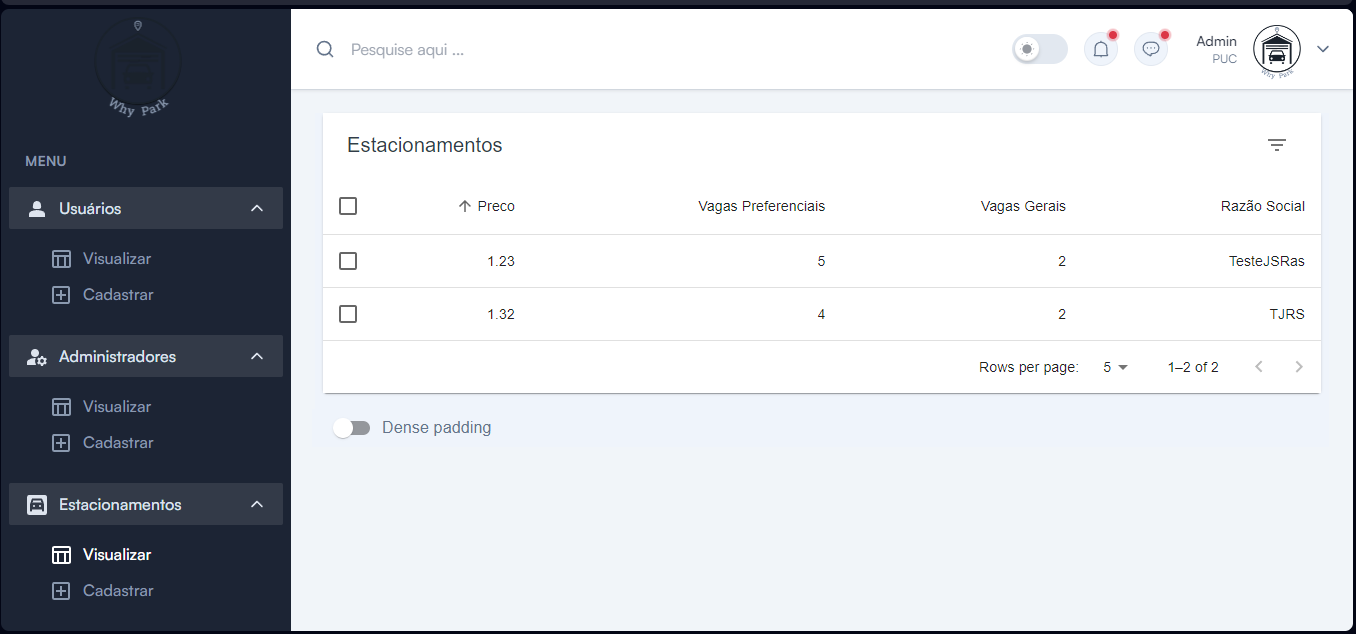 Why Park
MENU
Usuários
Visualizar
Cadastrar
Administradores
Visualizar
Cadastrar
Estacionamentos
Visualizar
Cadastrar
Pesquise aqui ...
Admin
PUC
Why Park
Estacionamentos
Preco Vagas Preferenciais Vagas Gerais Razão Social
1.23 5 2 TesteJSRas
1.32 4 2 TJRS
Rows per page: 5 1–2 of 2
Dense padding